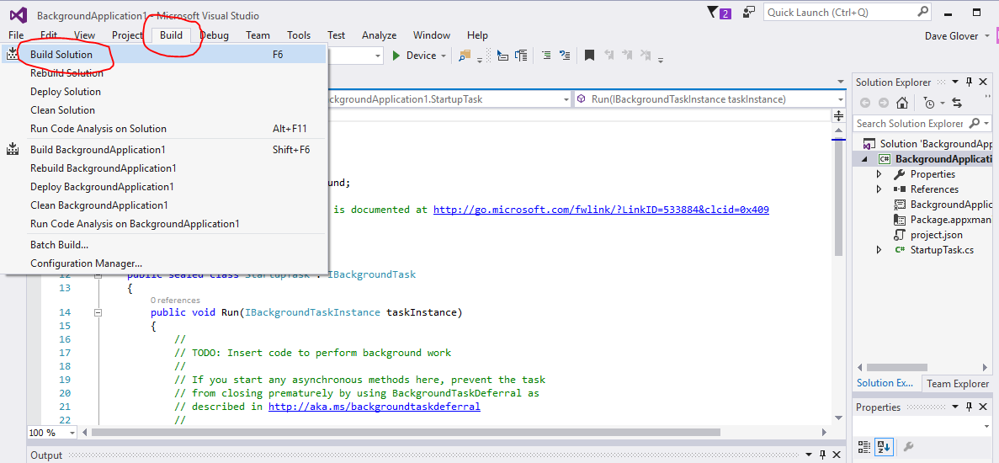 BackgroundApplication1 - Microsoft Visual Studio
2
Quick Launch (Ctrl+Q)
File Edit View Project Build Debug Team Tools Test Analyze Window Help
Dave Glover
Build Solution F6
Rebuild Solution
Deploy Solution
Clean Solution
Run Code Analysis on Solution Alt+F11
Build BackgroundApplication1 Shift+F6
Rebuild BackgroundApplication1
Deploy BackgroundApplication1
Clean BackgroundApplication1
Run Code Analysis on BackgroundApplication1
Batch Build...
Configuration Manager...
Device
ckgroundApplication1.StartupTask
Run(IBackgroundTaskInstance taskInstance)
und;
is documented at http://go.microsoft.com/fwlink/?LinkID=533884&clcid=0x409
12 public sealed class StartupTask : IBackgroundTask
13 {
0 references
14 public void Run(IBackgroundTaskInstance taskInstance)
15 {
16 //
17 // TODO: Insert code to perform background work
18 //
19 // If you start any asynchronous methods here, prevent the task
20 // from closing prematurely by using BackgroundTaskDeferral as
21 // described in http://aka.ms/backgroundtaskdeferral
22 //
100 %
Output
Solution Explorer
Search Solution Explorer
Solution 'BackgroundApp
C# BackgroundApplicati
Properties
References
BackgroundApplic
Package.appxman
project.json
C# StartupTask.cs
Solution Ex... Team Explorer
Properties